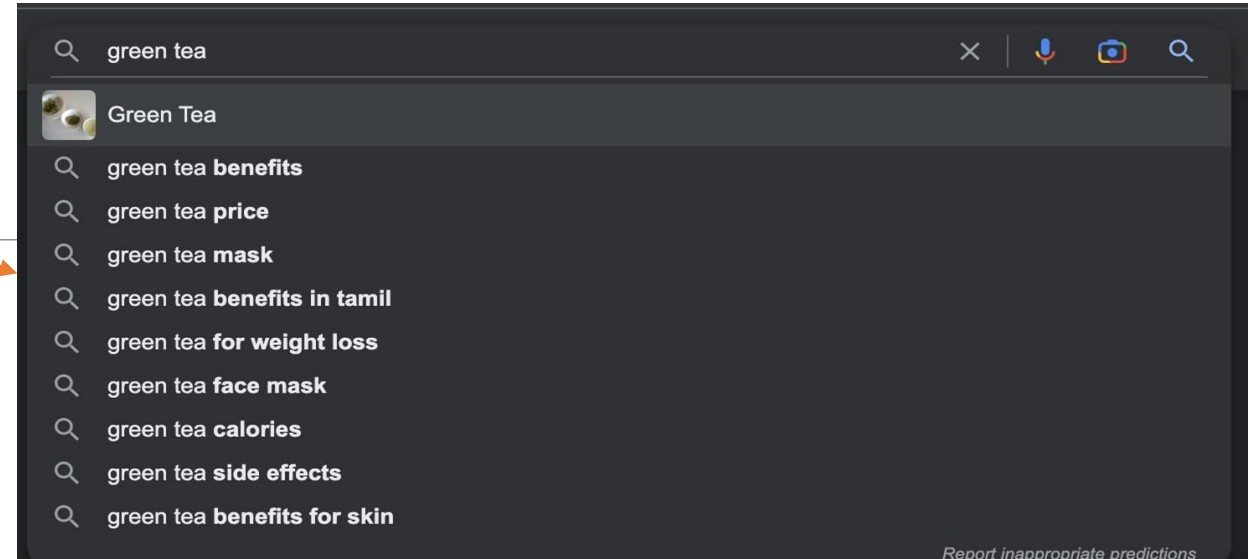 green tea
Green Tea
green tea benefits
green tea price
green tea mask
green tea benefits in tamil
green tea for weight loss
green tea face mask
green tea calories
green tea side effects
green tea benefits for skin
Report inappropriate predictions